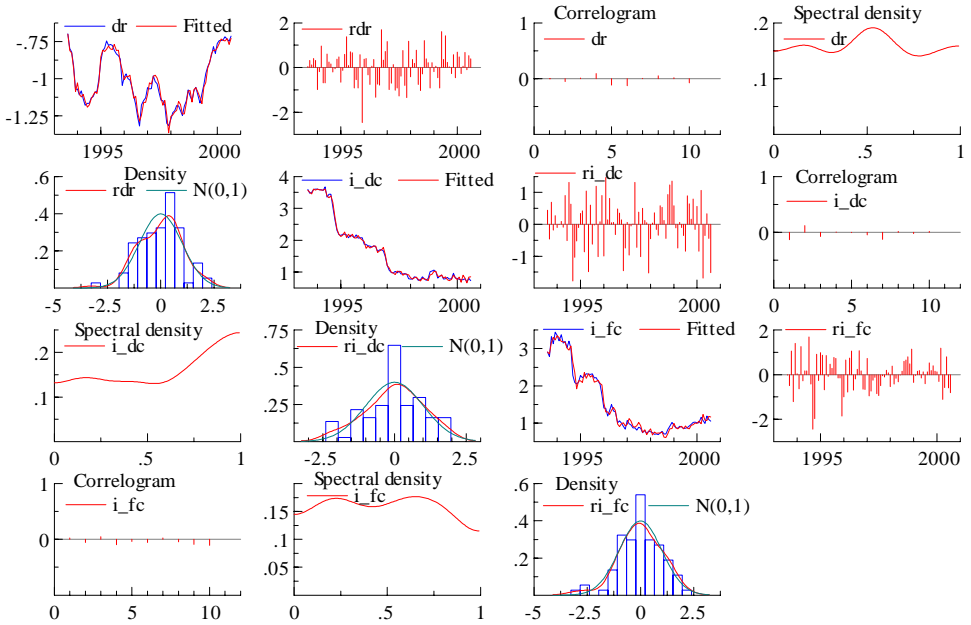 dr Fitted
-.75
-1
-1.25
1995 2000
rdr
2
0
-2
1995 2000
Correlogram
dr
1
0
0 5 10
Spectral density
dr
.2
.1
0 .5 1
Density
rdr N(0,1)
.6
.4
.2
-5 -2.5 0 2.5
i_dc Fitted
4
3
2
1
1995 2000
ri_dc
1
0
-1
1995 2000
Correlogram
i_dc
1
0
0 5 10
Spectral density
i_dc
.2
.1
0 .5 1
Density
ri_dc N(0,1)
.75
.5
.25
-2.5 0 2.5
i_fc Fitted
3
2
1
1995 2000
ri_fc
2
0
-2
1995 2000
Correlogram
i_fc
1
0
0 5 10
Spectral density
i_fc
.15
.1
.05
0 .5 1
Density
ri_fc N(0,1)
.6
.4
.2
-5 -2.5 0 2.5